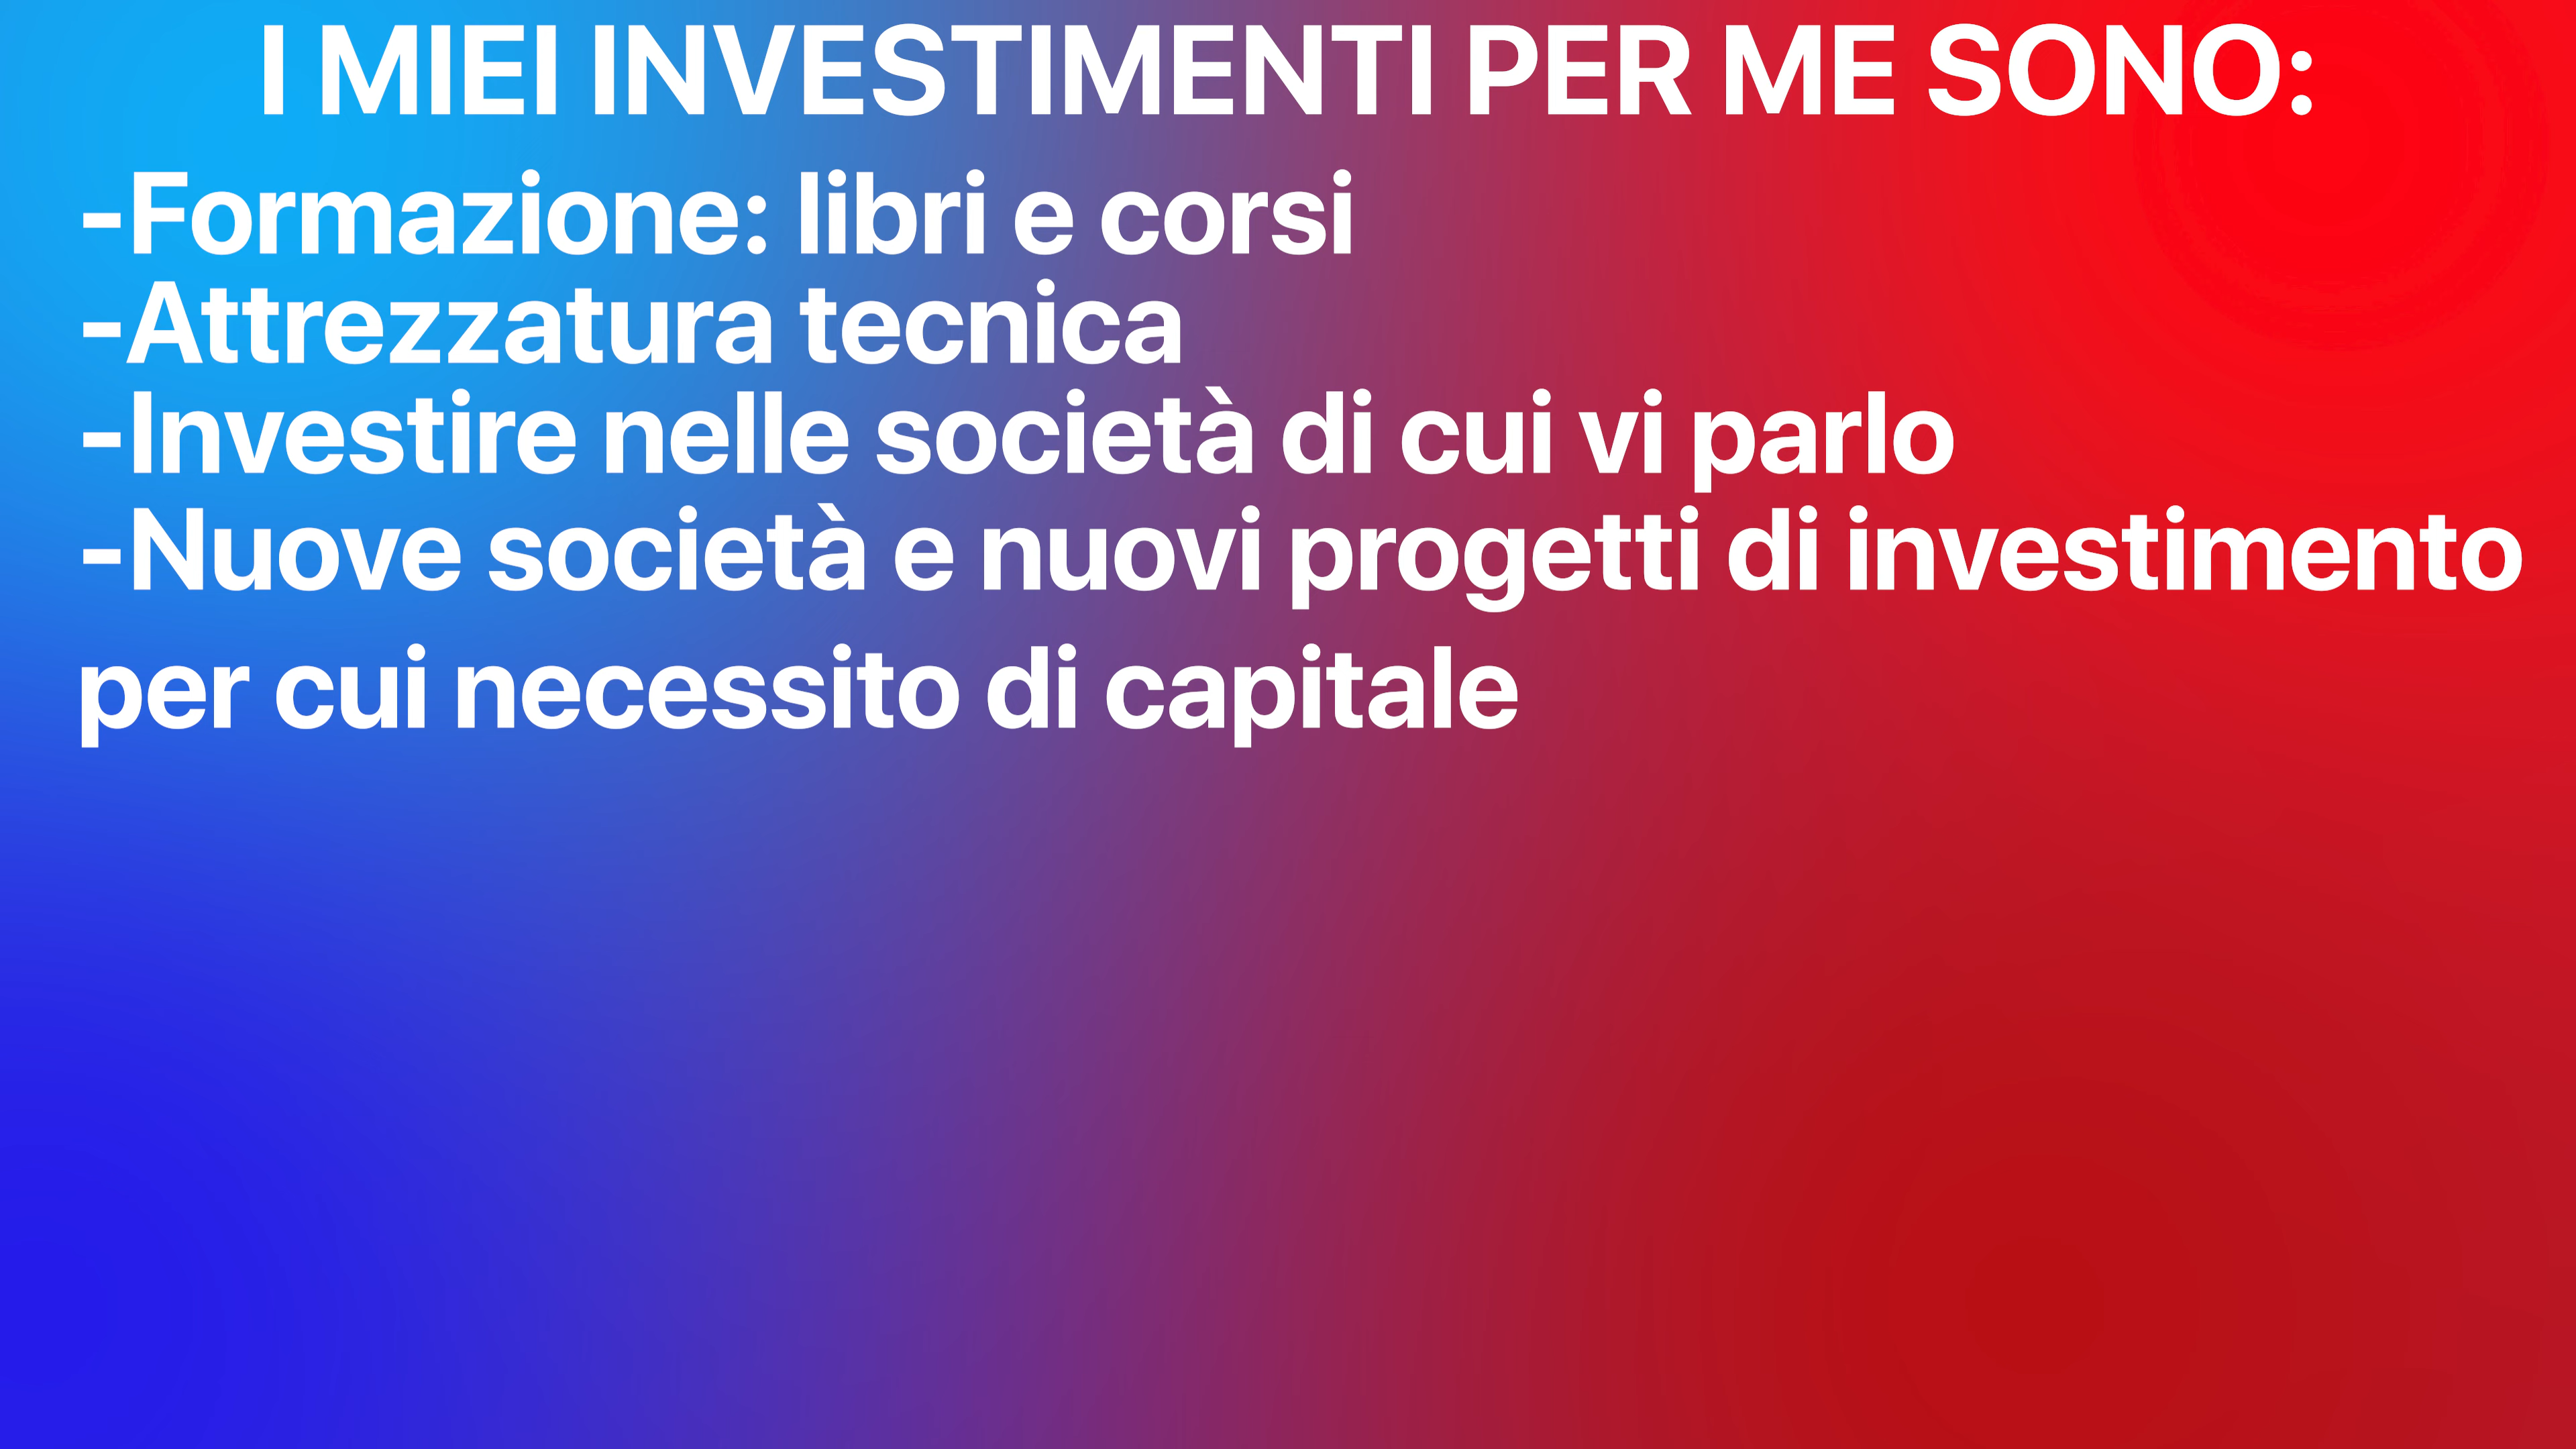 I MIEI INVESTIMENTI PER ME SONO:
-Formazione: libri e corsi
-Attrezzatura tecnica
-Investire nelle società di cui vi parlo
-Nuove società e nuovi progetti di investimento
per cui necessito di capitale